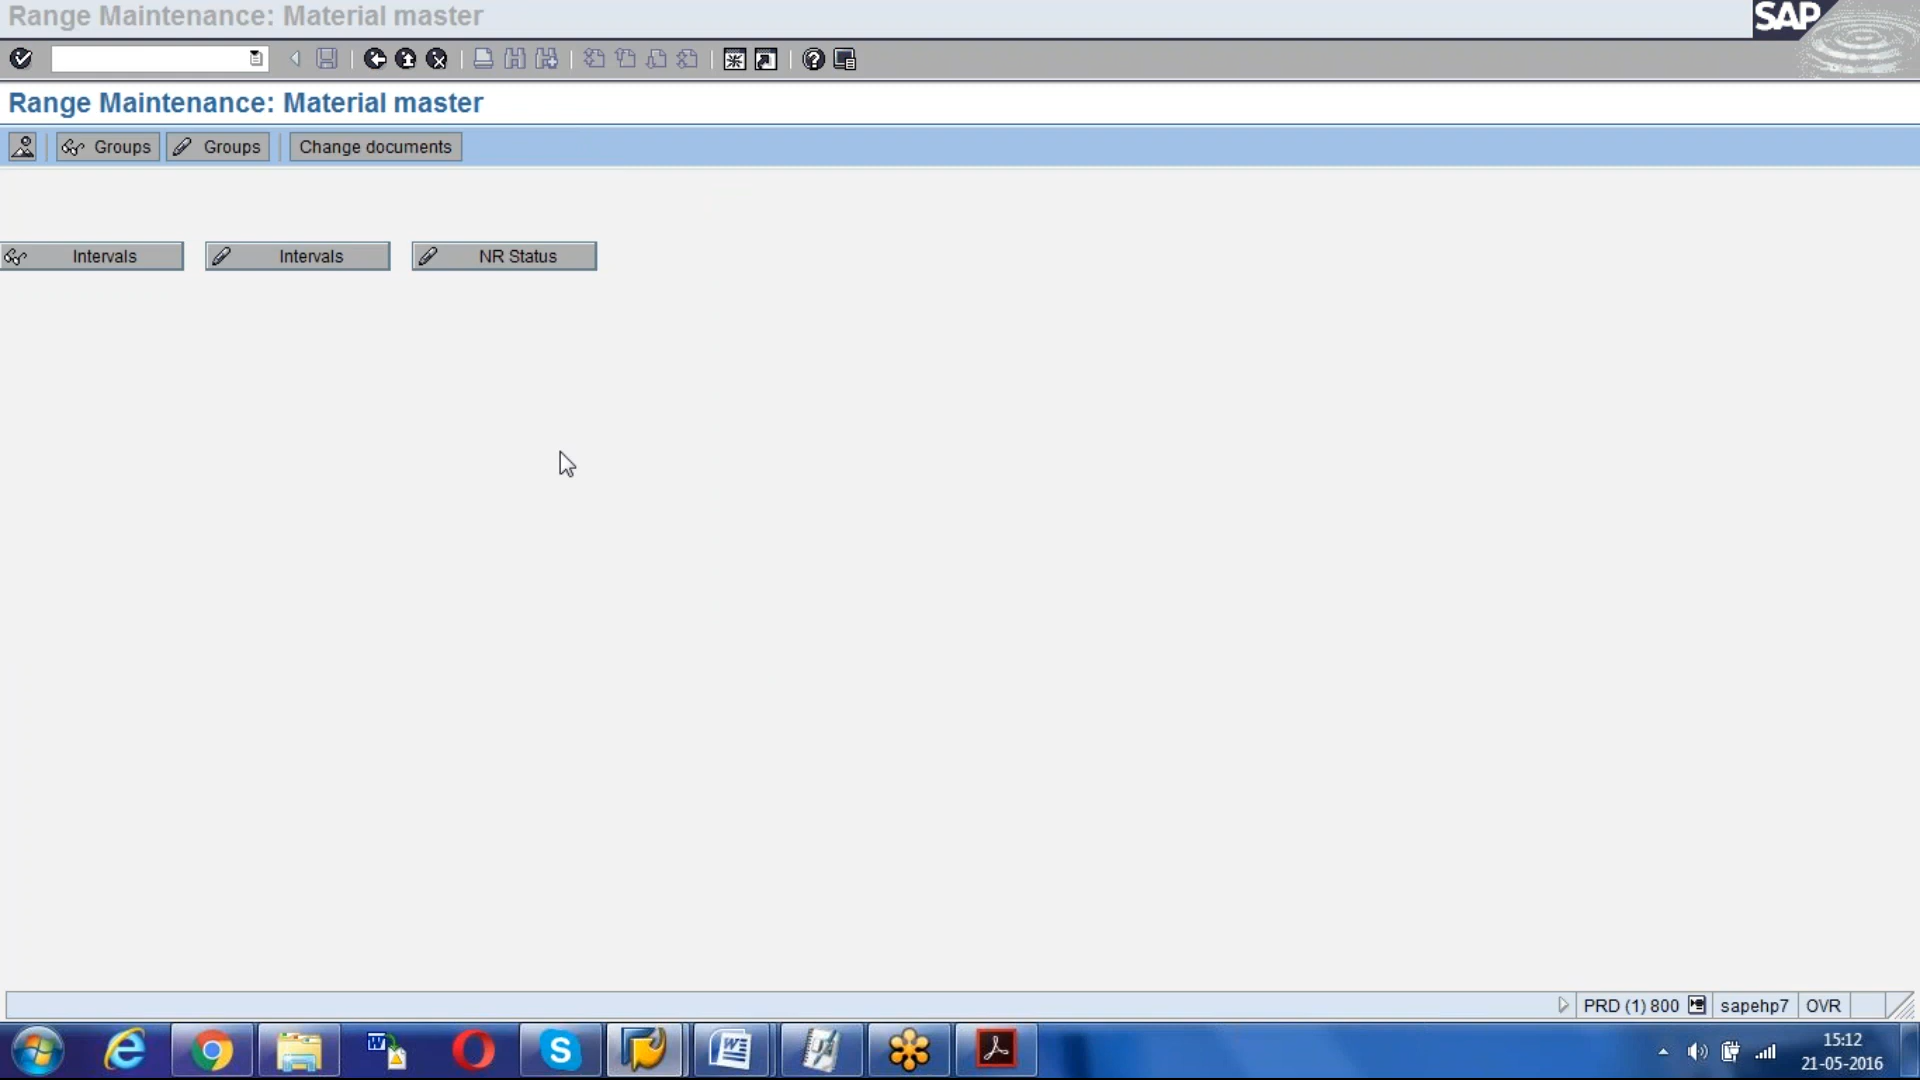 Range Maintenance: Material master
SAP
Range Maintenance: Material master
Groups Groups Change documents
Intervals Intervals NR Status
PRD (1) 800 sapehp7 OVR
15:12
21-05-2016